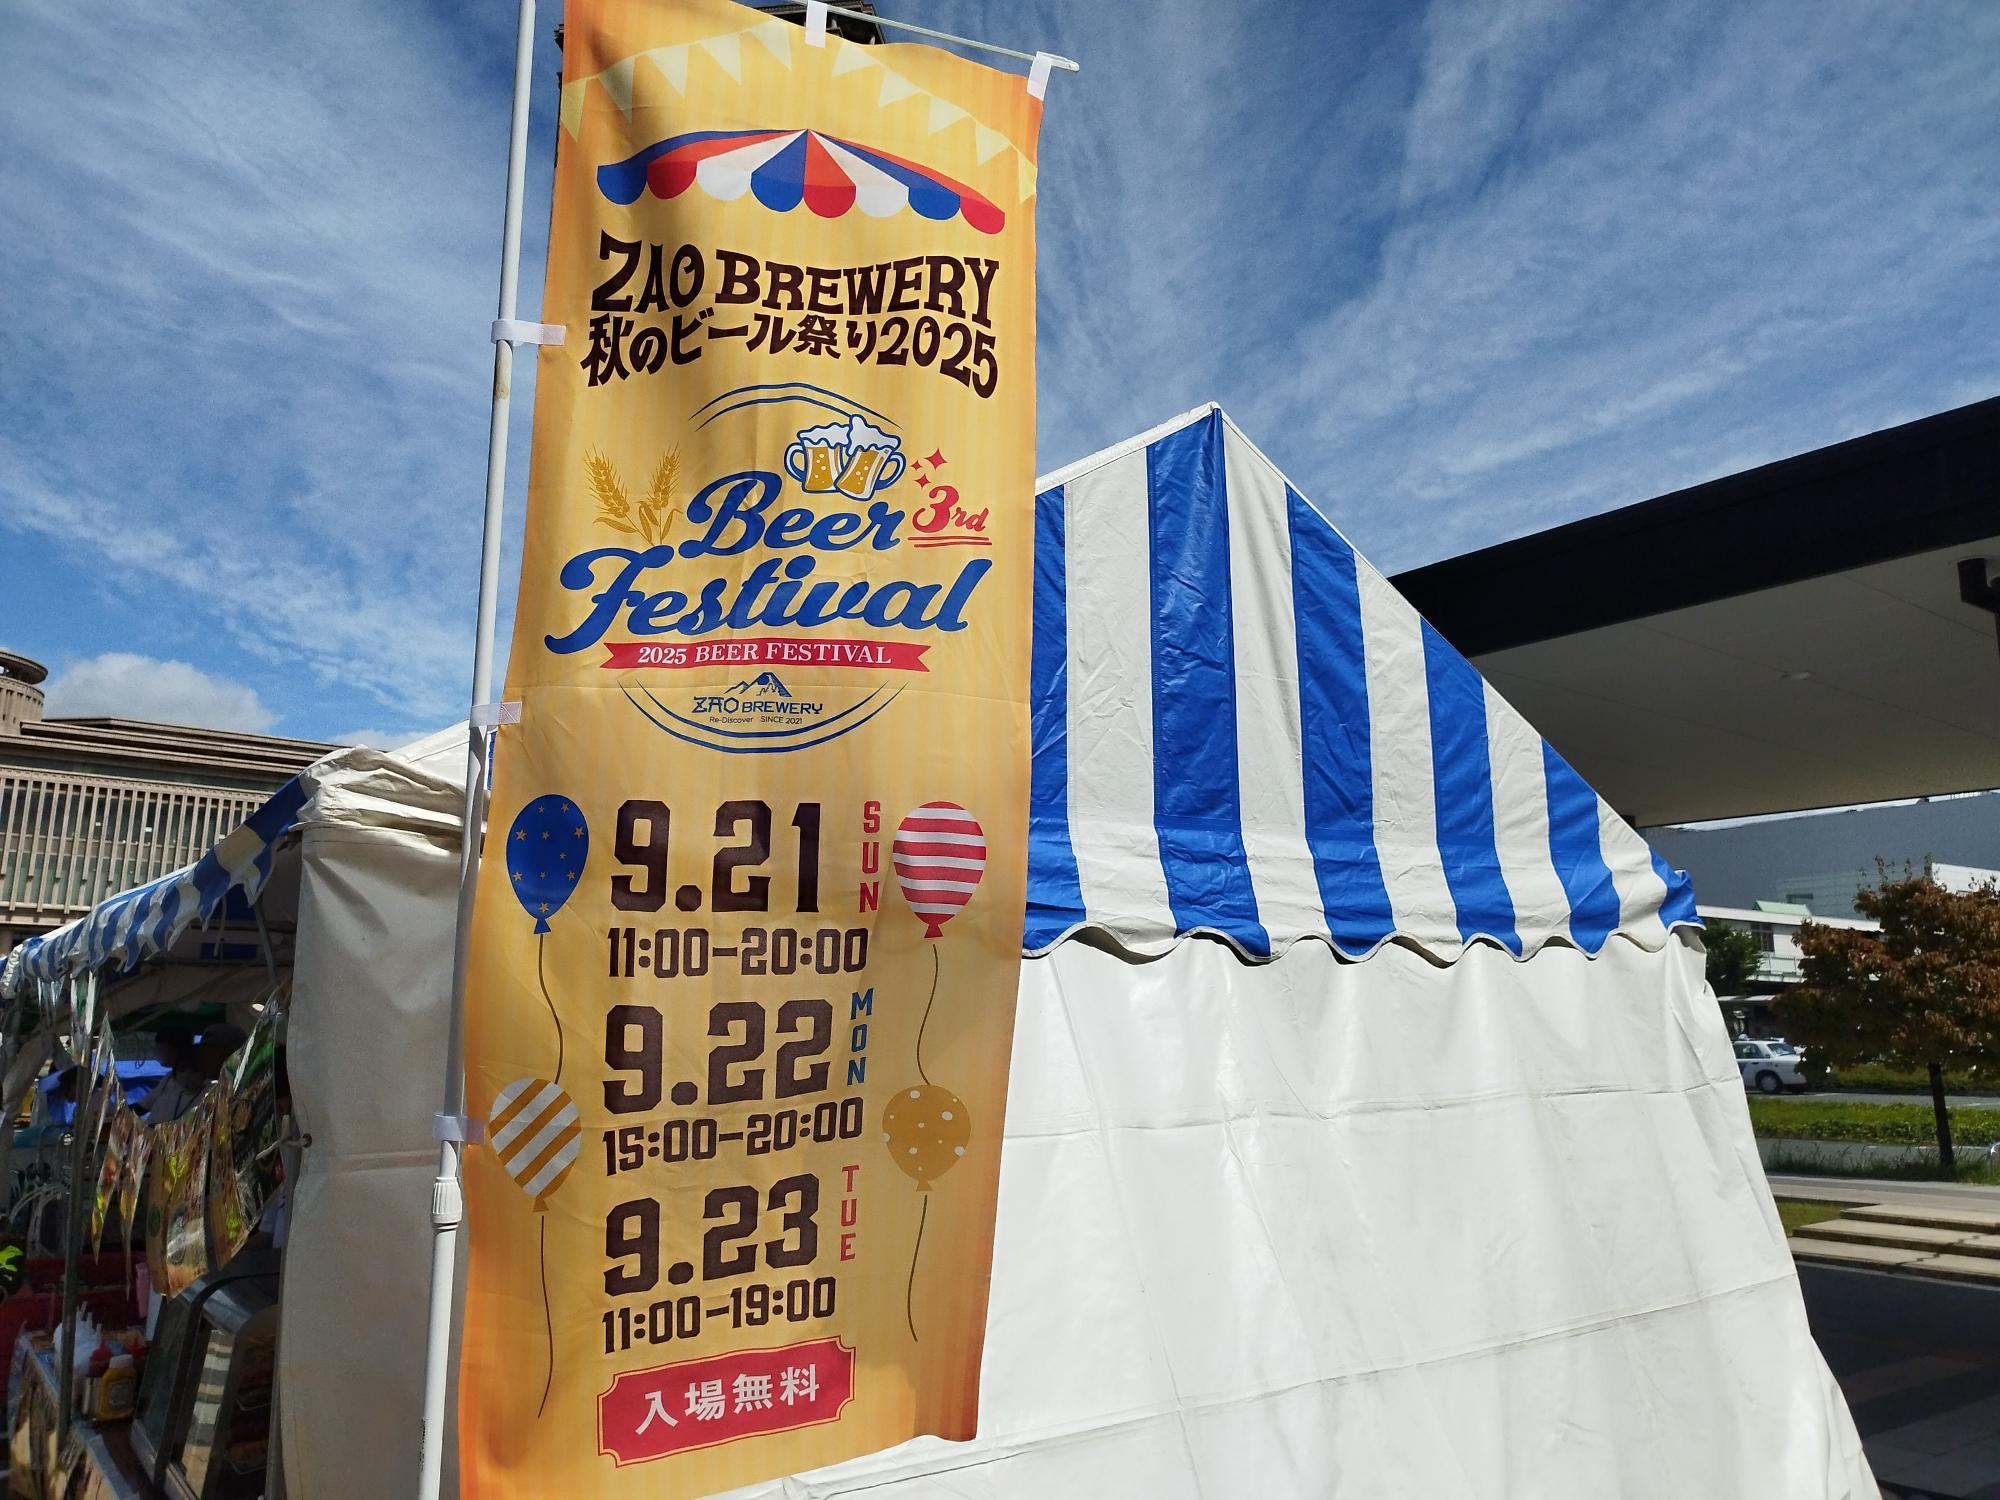 ZAO BREWERY
秋のビール祭り2025
Beer 3rd
Festival
2025 BEER FESTIVAL
ZAO BREWERY
Re-Discover SINCE 2021
9.21 SUN
11:00-20:00
9.22 MON
15:00-20:00
9.23 TUE
11:00-19:00
入場無料